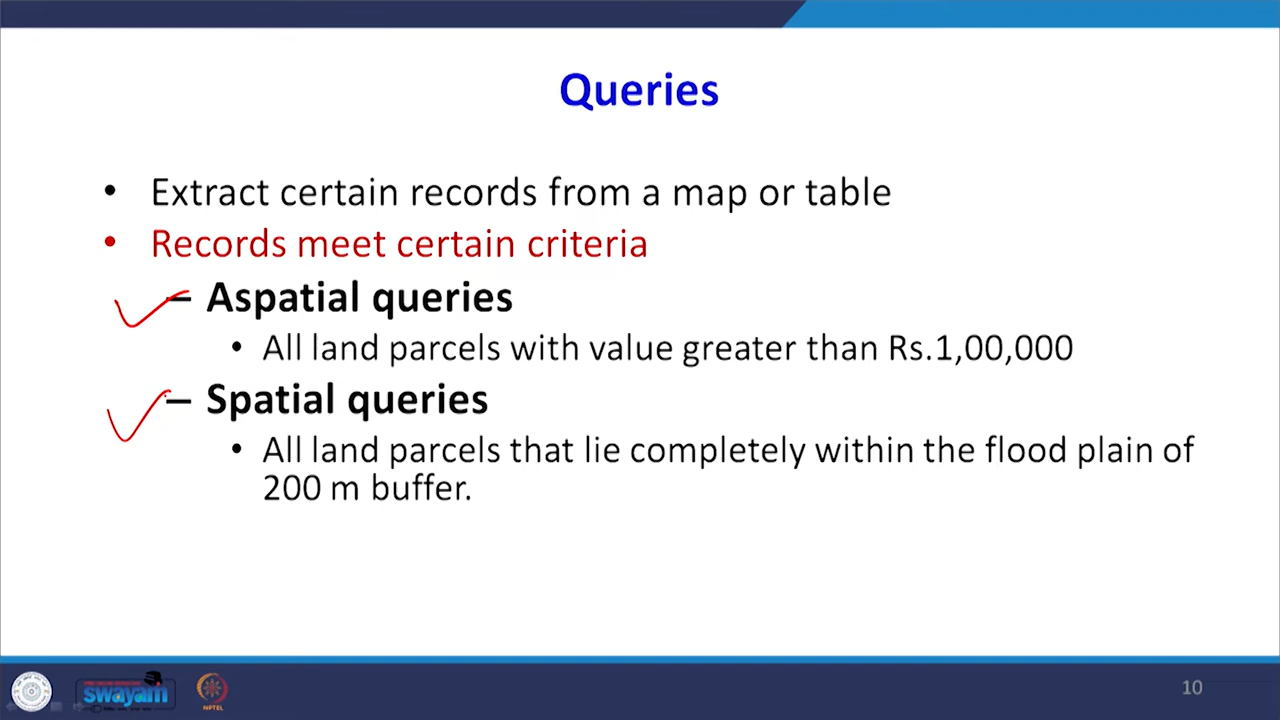 Queries
• Extract certain records from a map or table
• Records meet certain criteria
– Aspatial queries
• All land parcels with value greater than Rs.1,00,000
– Spatial queries
• All land parcels that lie completely within the flood plain of
200 m buffer.
swayam
NPTEL
10